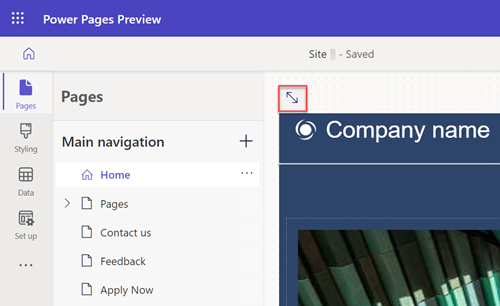 Power Pages Preview
Site - Saved
Pages
Styling
Data
Set up
Pages
Main navigation
Home
Pages
Contact us
Feedback
Apply Now
Company name